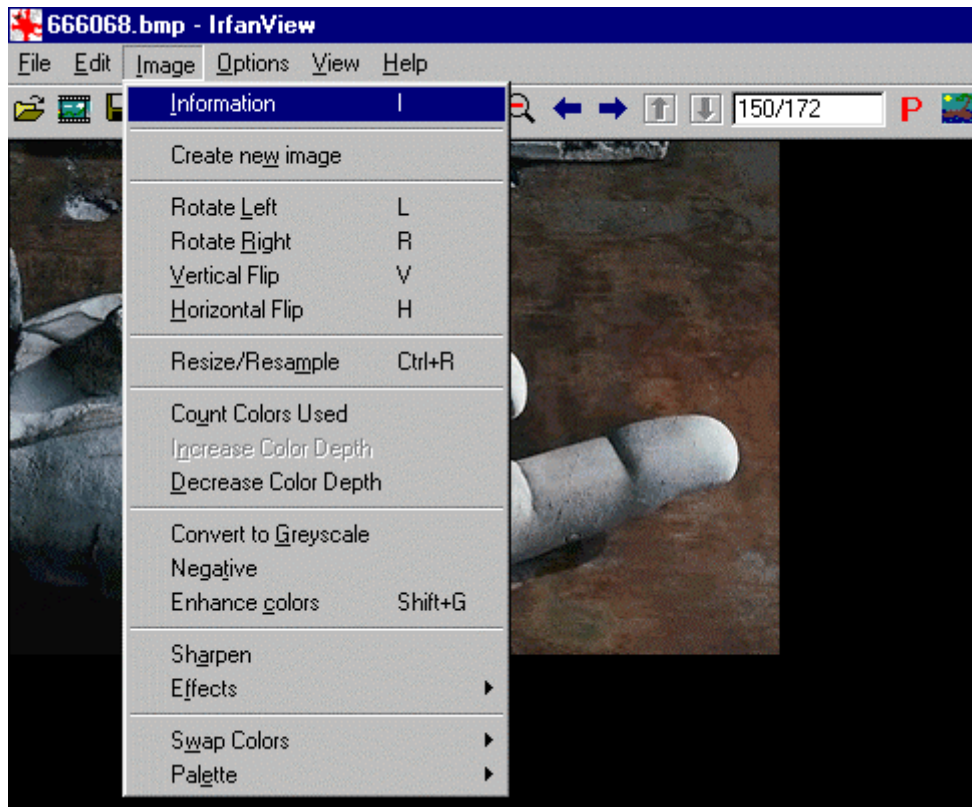 666068.bmp - IrfanView
File Edit Image Options View Help
150/172 P
Information I
Create new image
Rotate Left L
Rotate Right R
Vertical Flip V
Horizontal Flip H
Resize/Resample Ctrl+R
Count Colors Used
Increase Color Depth
Decrease Color Depth
Convert to Greyscale
Negative
Enhance colors Shift+G
Sharpen
Effects
Swap Colors
Palette